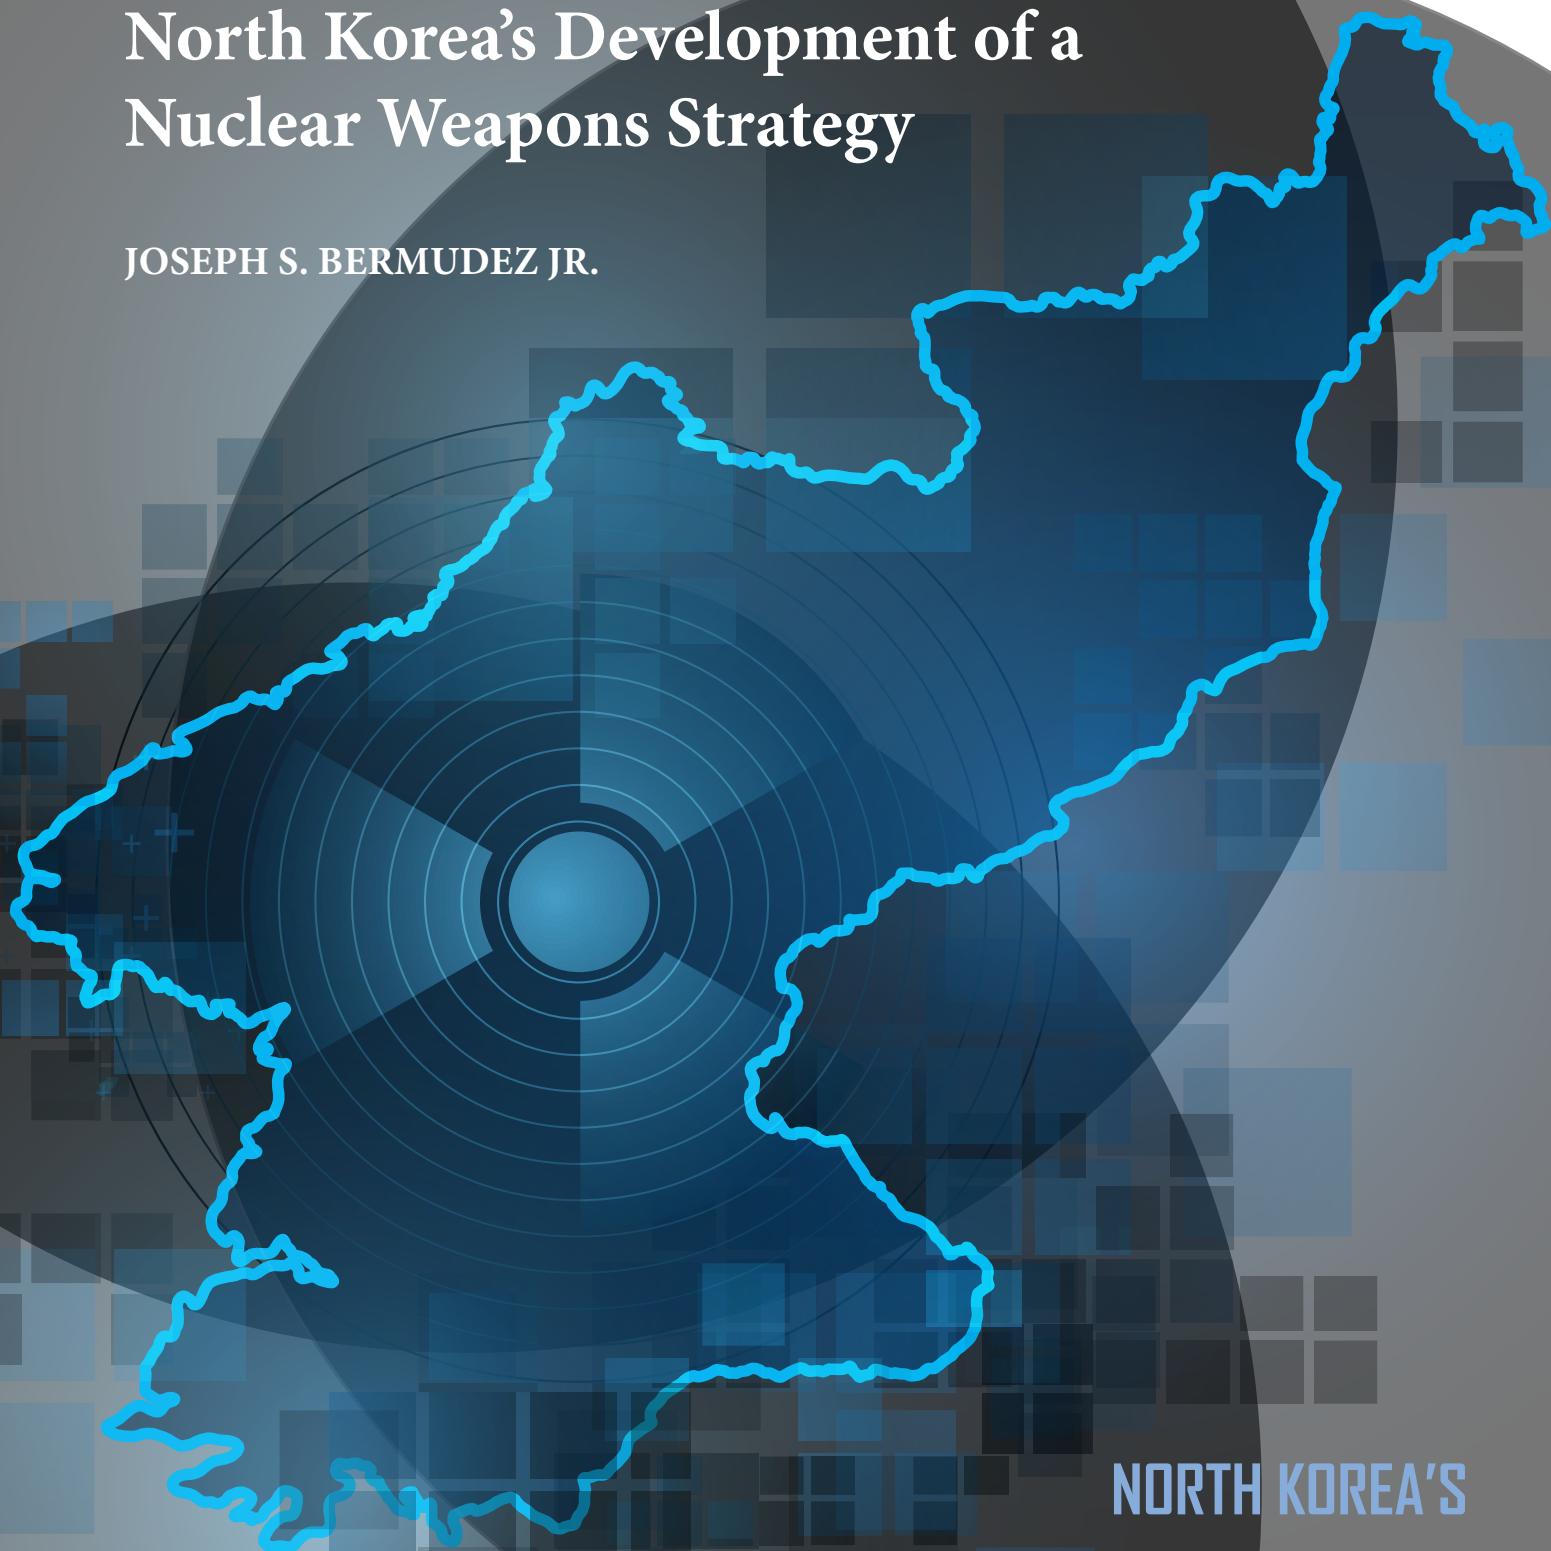 North Korea’s Development of a
Nuclear Weapons Strategy
JOSEPH S. BERMUDEZ JR.
NORTH KOREA’S